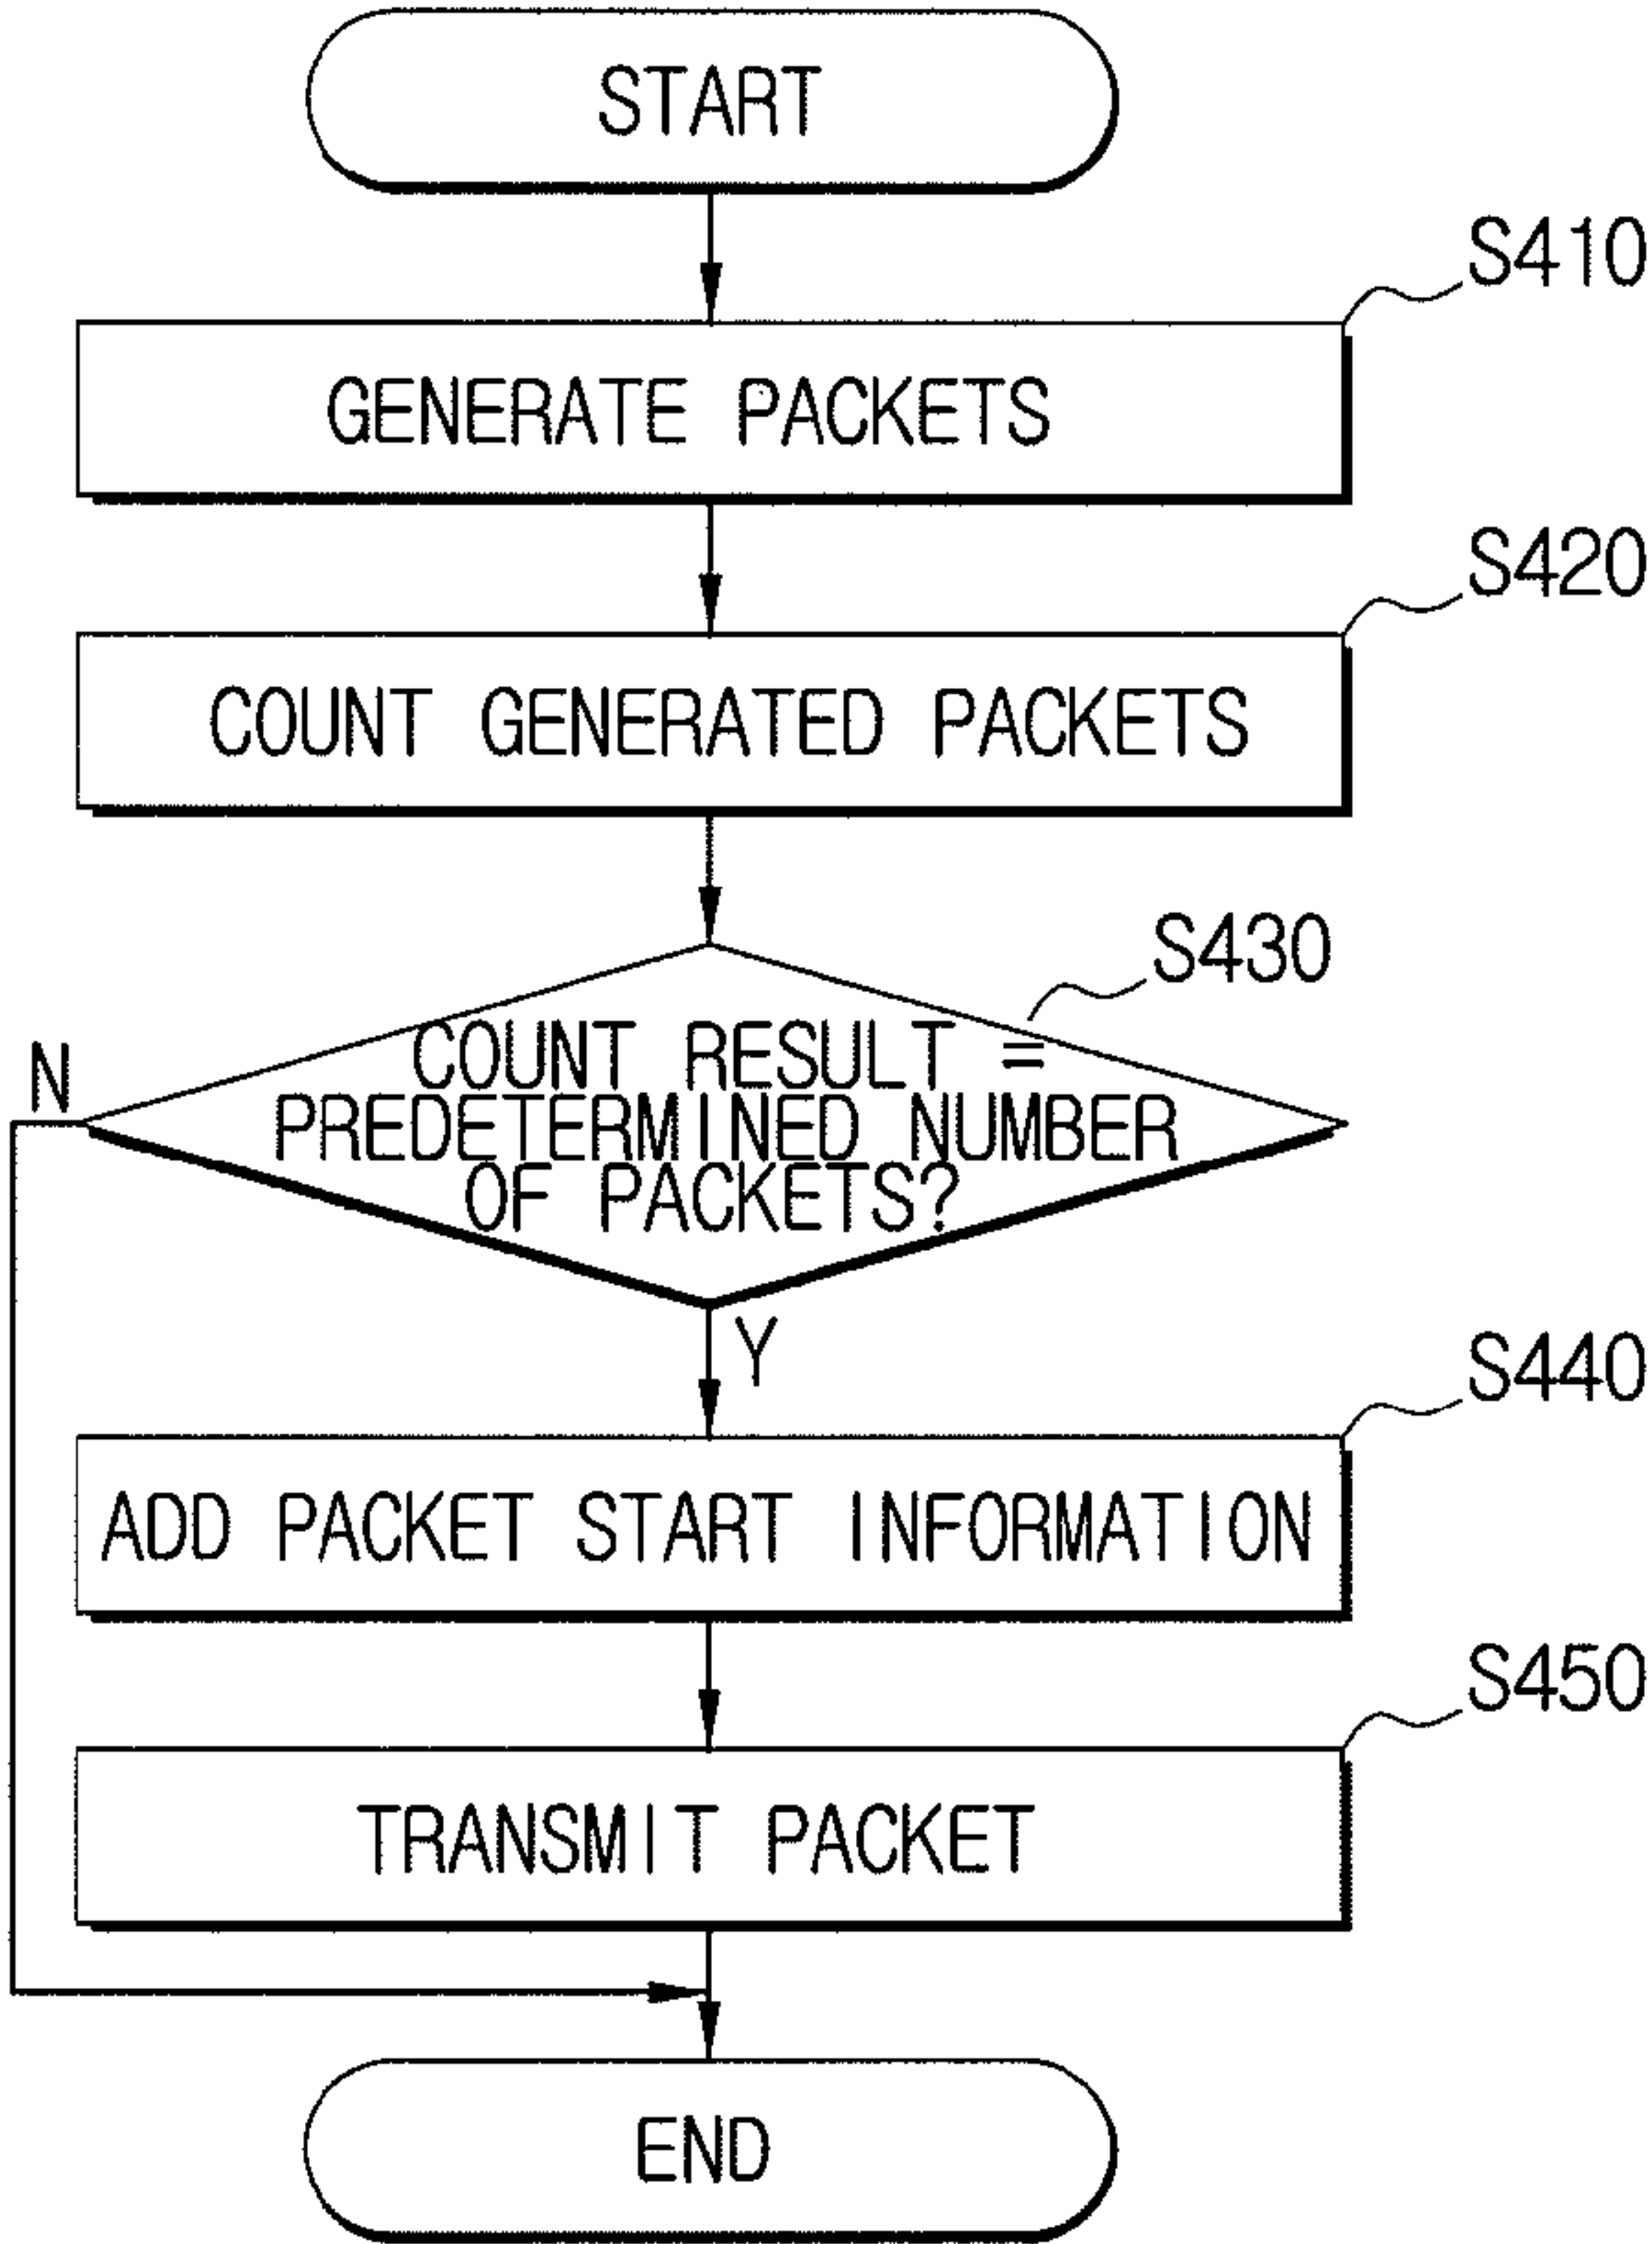 START
S410
GENERATE PACKETS
S420
COUNT GENERATED PACKETS
S430
N
COUNT RESULT =
PREDETERMINED NUMBER
OF PACKETS?
Y
S440
ADD PACKET START INFORMATION
S450
TRANSMIT PACKET
END